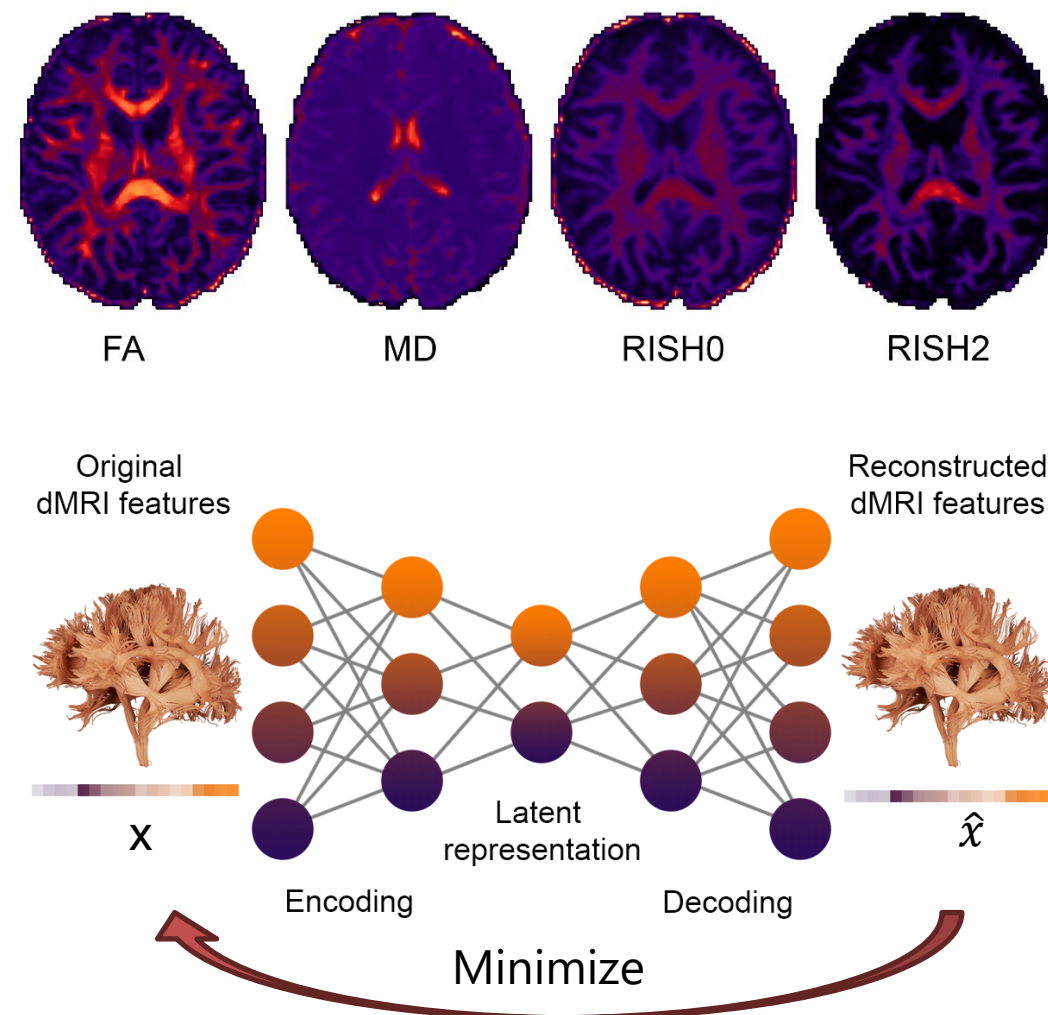 FA
MD
RISH0
RISH2
Original
dMRI features
Reconstructed
dMRI features
x
x̂
Latent
representation
Encoding
Decoding
Minimize